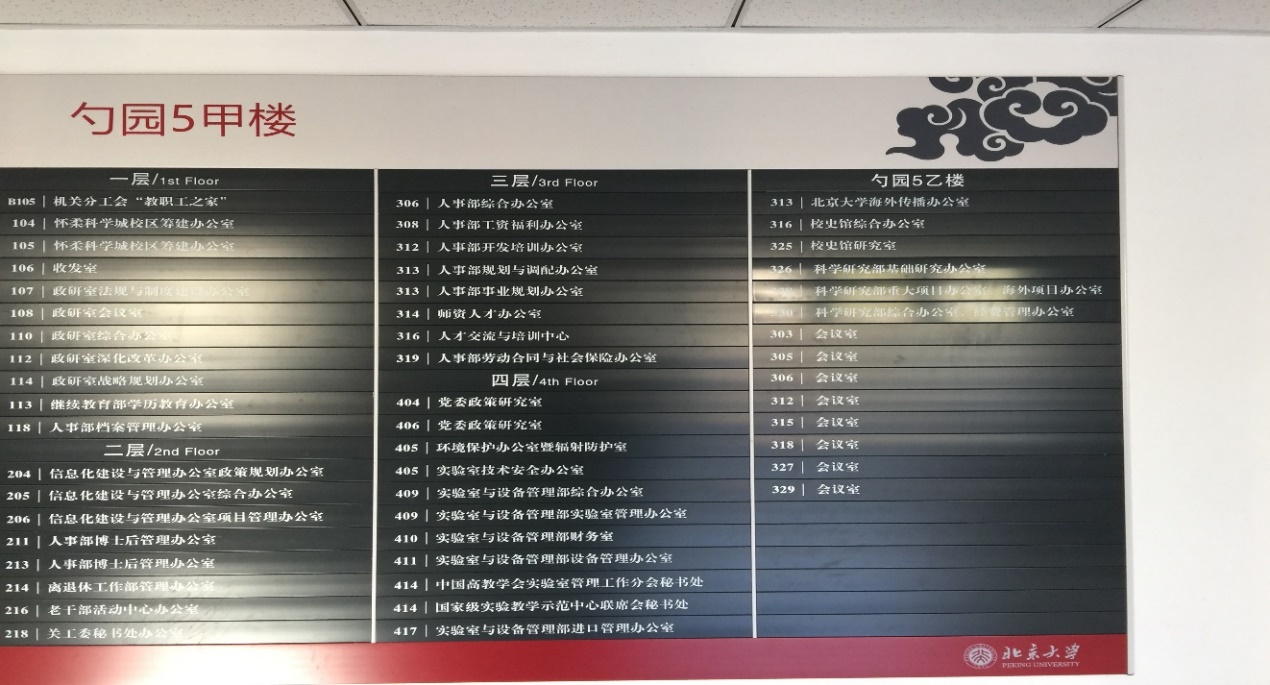 勺园5甲楼
一层/1st Floor
B105 | 机关分工会“教职工之家”
104 | 怀柔科学城校区筹建办公室
105 | 怀柔科学城校区筹建办公室
106 | 收发室
107 | 政研室法规与制度建设办公室
108 | 政研室会议室
110 | 政研室综合办公室
112 | 政研室深化改革办公室
114 | 政研室战略规划办公室
113 | 继续教育部学历教育办公室
118 | 人事部档案管理办公室
二层/2nd Floor
204 | 信息化建设与管理办公室政策规划办公室
205 | 信息化建设与管理办公室综合办公室
206 | 信息化建设与管理办公室项目管理办公室
211 | 人事部博士后管理办公室
213 | 人事部博士后管理办公室
214 | 离退休工作部管理办公室
216 | 老干部活动中心办公室
218 | 关工委秘书处办公室
三层/3rd Floor
306 | 人事部综合办公室
308 | 人事部工资福利办公室
312 | 人事部开发培训办公室
313 | 人事部规划与调配办公室
313 | 人事部事业规划办公室
314 | 师资人才办公室
316 | 人才交流与培训中心
319 | 人事部劳动合同与社会保险办公室
四层/4th Floor
404 | 党委政策研究室
406 | 党委政策研究室
405 | 环境保护办公室暨辐射防护室
405 | 实验室技术安全办公室
409 | 实验室与设备管理部综合办公室
409 | 实验室与设备管理部实验室管理办公室
410 | 实验室与设备管理部财务室
411 | 实验室与设备管理部设备管理办公室
414 | 中国高教学会实验室管理工作分会秘书处
414 | 国家级实验教学示范中心联席会秘书处
417 | 实验室与设备管理部进口管理办公室
勺园5乙楼
313 | 北京大学海外传播办公室
316 | 校史馆综合办公室
325 | 校史馆研究室
326 | 科学研究部基础研究办公室
科学研究部重大项目办公室、海外项目办公室
330 | 科学研究部综合办公室、经费管理办公室
303 | 会议室
305 | 会议室
306 | 会议室
312 | 会议室
315 | 会议室
318 | 会议室
327 | 会议室
329 | 会议室
北京大学
PEKING UNIVERSITY